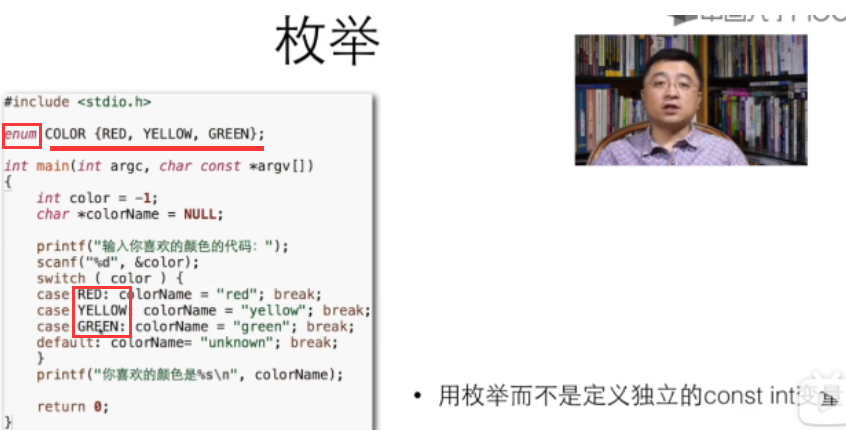 枚举
#include <stdio.h>
enum COLOR {RED, YELLOW, GREEN};
int main(int argc, char const *argv[])
{
int color = -1;
char *colorName = NULL;
printf("输入你喜欢的颜色的代码: ");
scanf("%d", &color);
switch ( color ) {
case RED: colorName = "red"; break;
case YELLOW: colorName = "yellow"; break;
case GREEN: colorName = "green"; break;
default: colorName= "unknown"; break;
}
printf("你喜欢的颜色是%s\n", colorName);
return 0;
}
• 用枚举而不是定义独立的const int变量